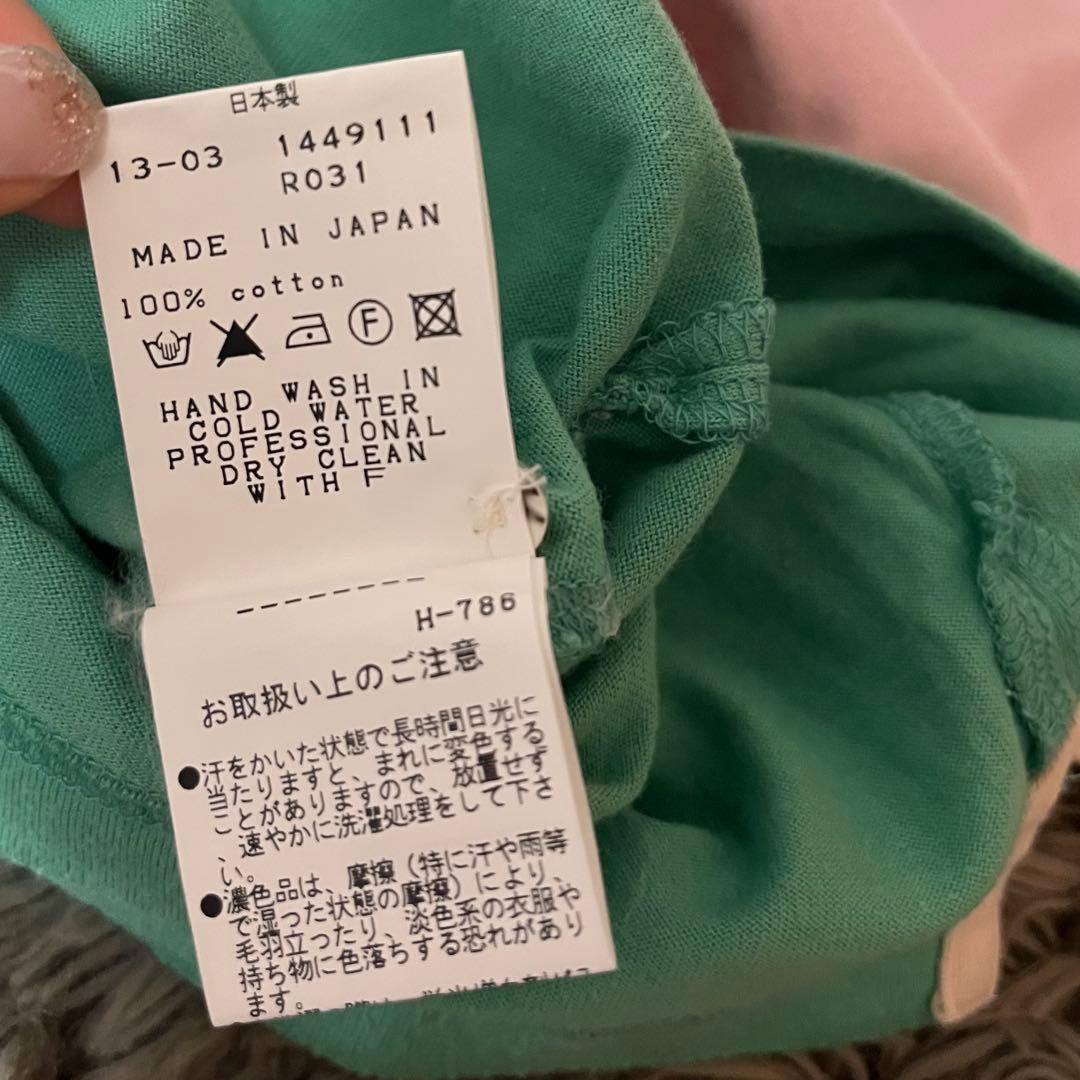 日本製
13-03 1449111
R031
MADE IN JAPAN
100% cotton
F
HAND WASH IN
COLD WATER
PROFESSIONAL
DRY CLEAN
WITH F
--------
H-786
お取扱い上のご注意
●汗をかいた状態で長時間日光に
当たりますと、まれに変色する
ことがありますので、放置せず
、速やかに洗濯処理をして下さ
い。
●濃色品は、摩擦(特に汗や雨等
で湿った状態の摩擦)により、
毛羽立ったり、淡色系の衣服や
持ち物に色落ちする恐れがあり
ます。